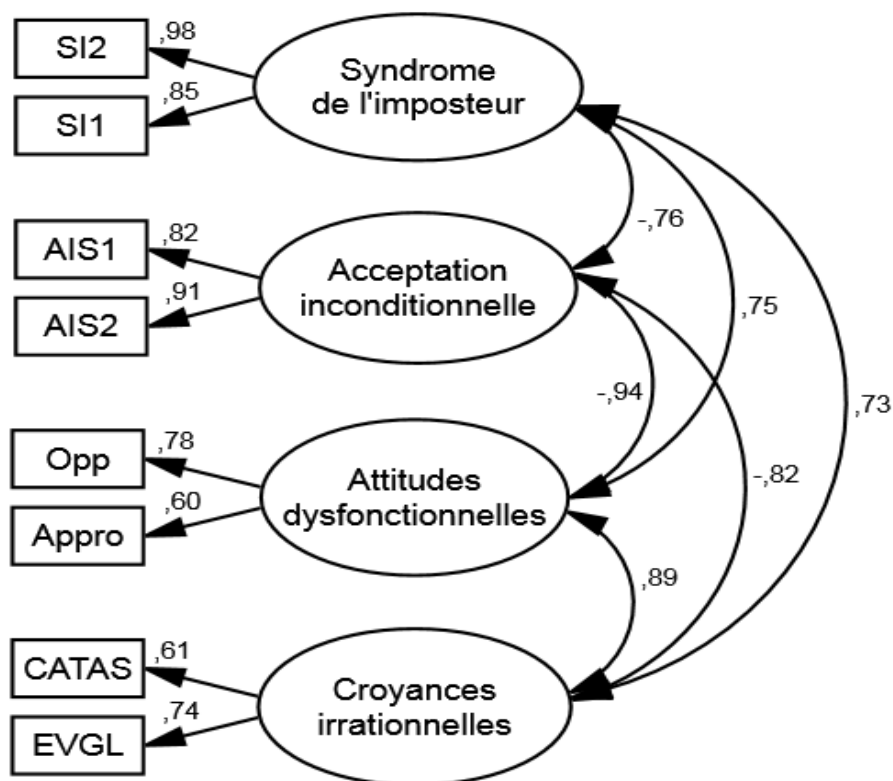 SI2
,98
SI1
,85
Syndrome
de l'imposteur
-,76
AIS1
,82
AIS2
,91
Acceptation
inconditionnelle
,75
-,94
,73
Opp
,78
Appro
,60
Attitudes
dysfonctionnelles
-,82
,89
CATAS
,61
EVGL
,74
Croyances
irrationnelles